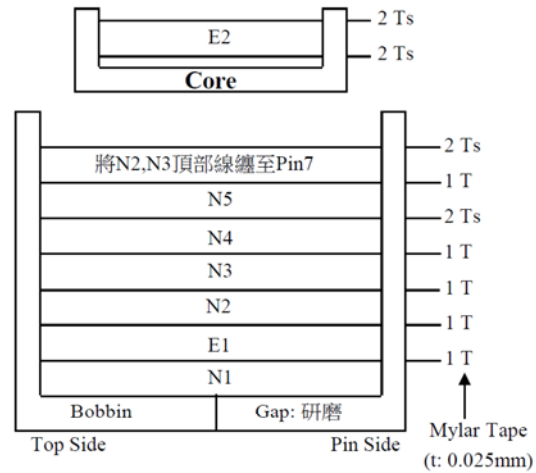 2 Ts
E2
2 Ts
Core
2 Ts
將N2,N3頂部線纏至Pin7
1 T
N5
2 Ts
N4
1 T
N3
1 T
N2
1 T
E1
1 T
N1
Bobbin
Gap: 研磨
Top Side
Pin Side
Mylar Tape
(t: 0.025mm)